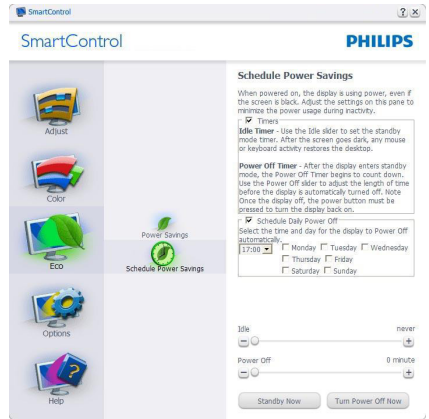 SmartControl
SmartControl
PHILIPS
Adjust
Color
Eco
Options
Help
Power Savings
Schedule Power Savings
Schedule Power Savings
When powered on, the display is using power, even if
the screen is black. Adjust the settings on this pane to
minimize the power usage during inactivity.
Timers
Idle Timer - Use the Idle slider to set the standby
mode timer. After the screen goes dark, any mouse
or keyboard activity restores the desktop.
Power Off Timer - After the display enters standby
mode, the Power Off Timer begins to count down.
Use the Power Off slider to adjust the length of time
before the display is automatically turned off. Note
Once the display off, the power button must be
pressed to turn the display back on.
Schedule Daily Power Off
Select the time and day for the display to Power Off
automatically.
17:00 Monday Tuesday Wednesday
Thursday Friday
Saturday Sunday
Idle never
Power Off 0 minute
Standby Now Turn Power Off Now